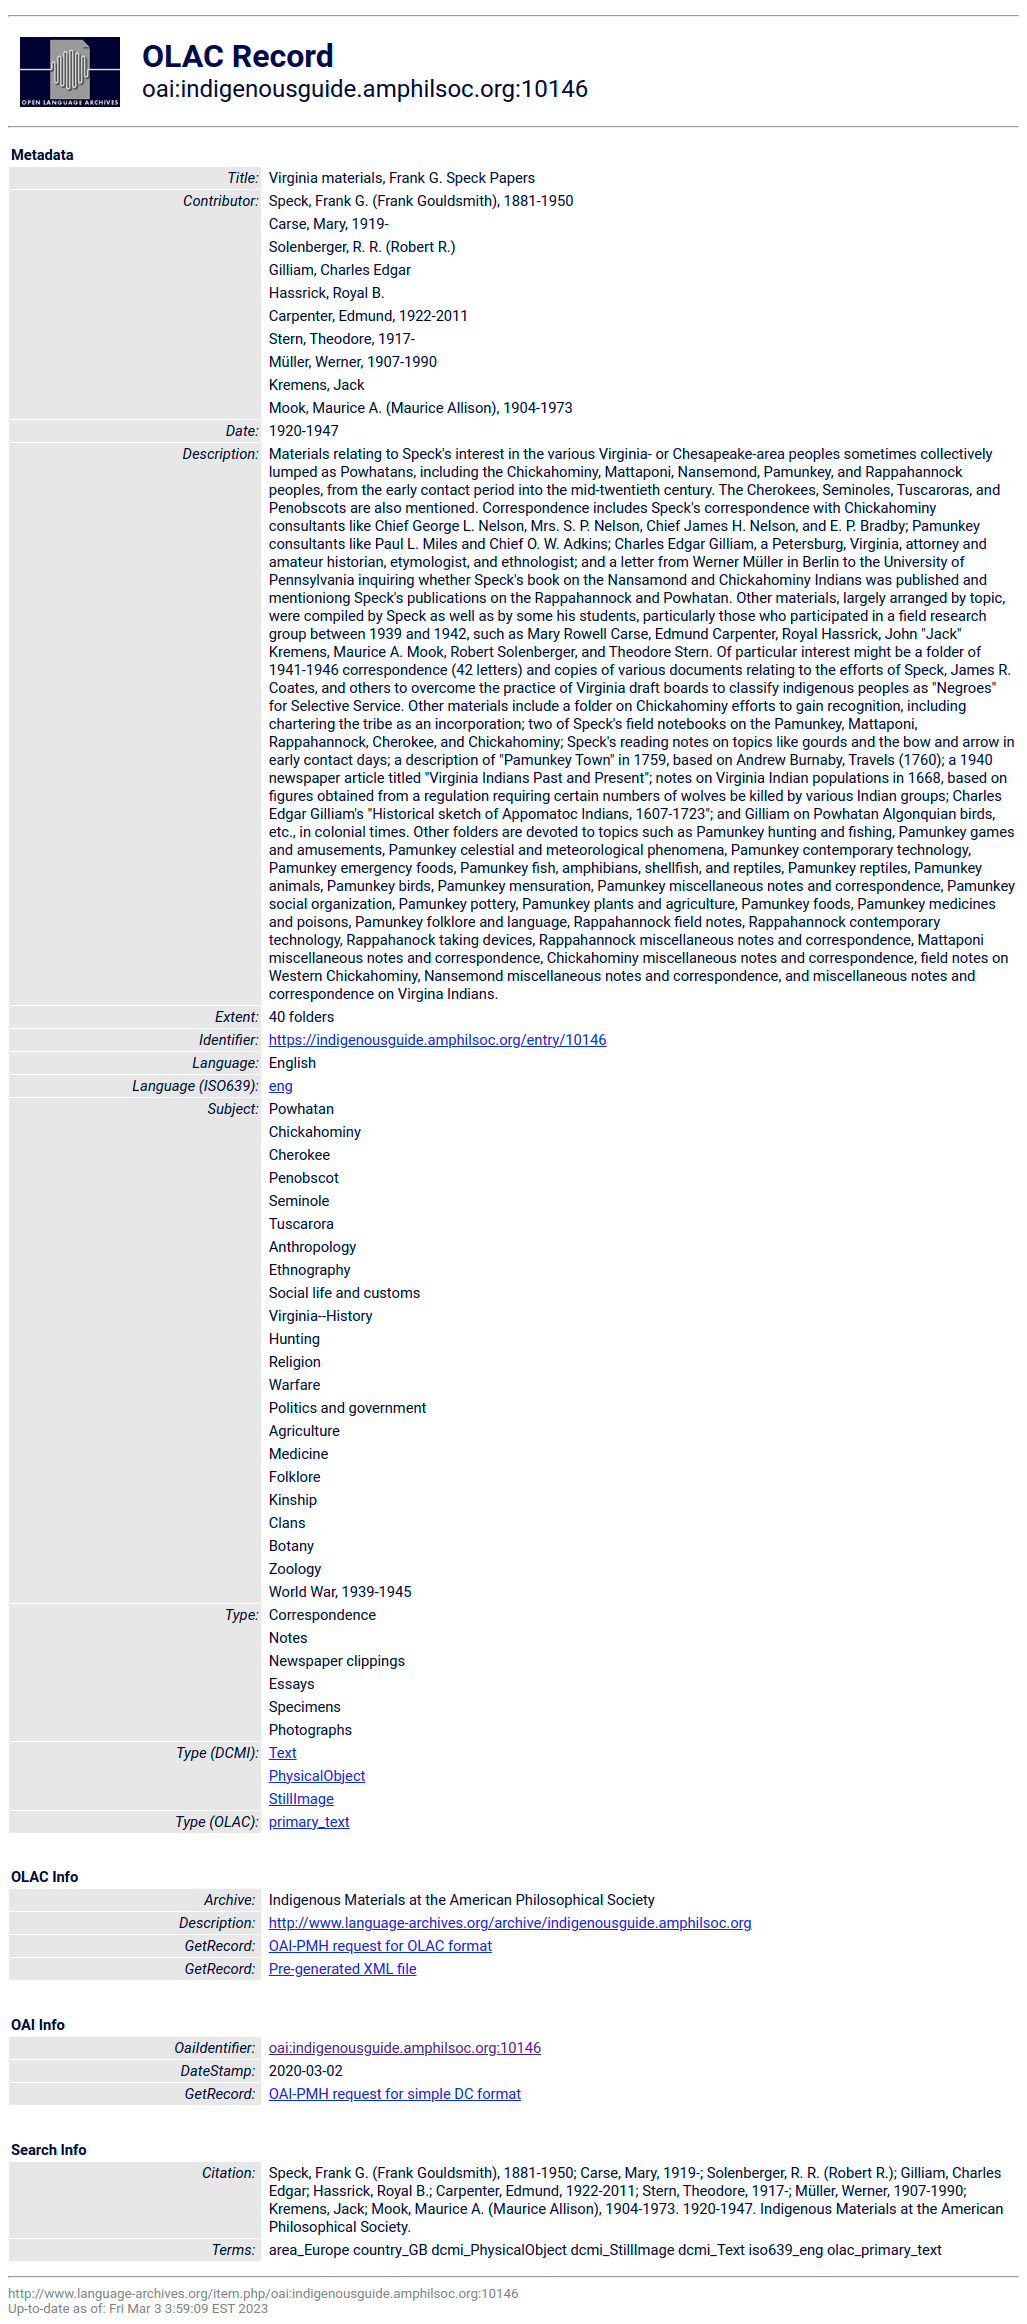 OPEN LANGUAGE ARCHIVES
OLAC Record
oai:indigenousguide.amphilsoc.org:10146
Metadata
Title: Virginia materials, Frank G. Speck Papers
Contributor: Speck, Frank G. (Frank Gouldsmith), 1881-1950
Carse, Mary, 1919-
Solenberger, R. R. (Robert R.)
Gilliam, Charles Edgar
Hassrick, Royal B.
Carpenter, Edmund, 1922-2011
Stern, Theodore, 1917-
Müller, Werner, 1907-1990
Kremens, Jack
Mook, Maurice A. (Maurice Allison), 1904-1973
Date: 1920-1947
Description: Materials relating to Speck's interest in the various Virginia- or Chesapeake-area peoples sometimes collectively
lumped as Powhatans, including the Chickahominy, Mattaponi, Nansemond, Pamunkey, and Rappahannock
peoples, from the early contact period into the mid-twentieth century. The Cherokees, Seminoles, Tuscaroras, and
Penobscots are also mentioned. Correspondence includes Speck's correspondence with Chickahominy
consultants like Chief George L. Nelson, Mrs. S. P. Nelson, Chief James H. Nelson, and E. P. Bradby; Pamunkey
consultants like Paul L. Miles and Chief O. W. Adkins; Charles Edgar Gilliam, a Petersburg, Virginia, attorney and
amateur historian, etymologist, and ethnologist; and a letter from Werner Müller in Berlin to the University of
Pennsylvania inquiring whether Speck's book on the Nansamond and Chickahominy Indians was published and
mentioniong Speck's publications on the Rappahannock and Powhatan. Other materials, largely arranged by topic,
were compiled by Speck as well as by some his students, particularly those who participated in a field research
group between 1939 and 1942, such as Mary Rowell Carse, Edmund Carpenter, Royal Hassrick, John "Jack"
Kremens, Maurice A. Mook, Robert Solenberger, and Theodore Stern. Of particular interest might be a folder of
1941-1946 correspondence (42 letters) and copies of various documents relating to the efforts of Speck, James R.
Coates, and others to overcome the practice of Virginia draft boards to classify indigenous peoples as "Negroes"
for Selective Service. Other materials include a folder on Chickahominy efforts to gain recognition, including
chartering the tribe as an incorporation; two of Speck's field notebooks on the Pamunkey, Mattaponi,
Rappahannock, Cherokee, and Chickahominy; Speck's reading notes on topics like gourds and the bow and arrow in
early contact days; a description of "Pamunkey Town" in 1759, based on Andrew Burnaby, Travels (1760); a 1940
newspaper article titled "Virginia Indians Past and Present"; notes on Virginia Indian populations in 1668, based on
figures obtained from a regulation requiring certain numbers of wolves be killed by various Indian groups; Charles
Edgar Gilliam's "Historical sketch of Appomatoc Indians, 1607-1723"; and Gilliam on Powhatan Algonquian birds,
etc., in colonial times. Other folders are devoted to topics such as Pamunkey hunting and fishing, Pamunkey games
and amusements, Pamunkey celestial and meteorological phenomena, Pamunkey contemporary technology,
Pamunkey emergency foods, Pamunkey fish, amphibians, shellfish, and reptiles, Pamunkey reptiles, Pamunkey
animals, Pamunkey birds, Pamunkey mensuration, Pamunkey miscellaneous notes and correspondence, Pamunkey
social organization, Pamunkey pottery, Pamunkey plants and agriculture, Pamunkey foods, Pamunkey medicines
and poisons, Pamunkey folklore and language, Rappahannock field notes, Rappahannock contemporary
technology, Rappahanock taking devices, Rappahannock miscellaneous notes and correspondence, Mattaponi
miscellaneous notes and correspondence, Chickahominy miscellaneous notes and correspondence, field notes on
Western Chickahominy, Nansemond miscellaneous notes and correspondence, and miscellaneous notes and
correspondence on Virgina Indians.
Extent: 40 folders
Identifier: https://indigenousguide.amphilsoc.org/entry/10146
Language: English
Language (ISO639): eng
Subject: Powhatan
Chickahominy
Cherokee
Penobscot
Seminole
Tuscarora
Anthropology
Ethnography
Social life and customs
Virginia--History
Hunting
Religion
Warfare
Politics and government
Agriculture
Medicine
Folklore
Kinship
Clans
Botany
Zoology
World War, 1939-1945
Type: Correspondence
Notes
Newspaper clippings
Essays
Specimens
Photographs
Type (DCMI): Text
PhysicalObject
StillImage
Type (OLAC): primary_text
OLAC Info
Archive: Indigenous Materials at the American Philosophical Society
Description: http://www.language-archives.org/archive/indigenousguide.amphilsoc.org
GetRecord: OAI-PMH request for OLAC format
GetRecord: Pre-generated XML file
OAI Info
OaiIdentifier: oai:indigenousguide.amphilsoc.org:10146
DateStamp: 2020-03-02
GetRecord: OAI-PMH request for simple DC format
Search Info
Citation: Speck, Frank G. (Frank Gouldsmith), 1881-1950; Carse, Mary, 1919-; Solenberger, R. R. (Robert R.); Gilliam, Charles
Edgar; Hassrick, Royal B.; Carpenter, Edmund, 1922-2011; Stern, Theodore, 1917-; Müller, Werner, 1907-1990;
Kremens, Jack; Mook, Maurice A. (Maurice Allison), 1904-1973. 1920-1947. Indigenous Materials at the American
Philosophical Society.
Terms: area_Europe country_GB dcmi_PhysicalObject dcmi_StillImage dcmi_Text iso639_eng olac_primary_text
http://www.language-archives.org/item.php/oai:indigenousguide.amphilsoc.org:10146
Up-to-date as of: Fri Mar 3 3:59:09 EST 2023